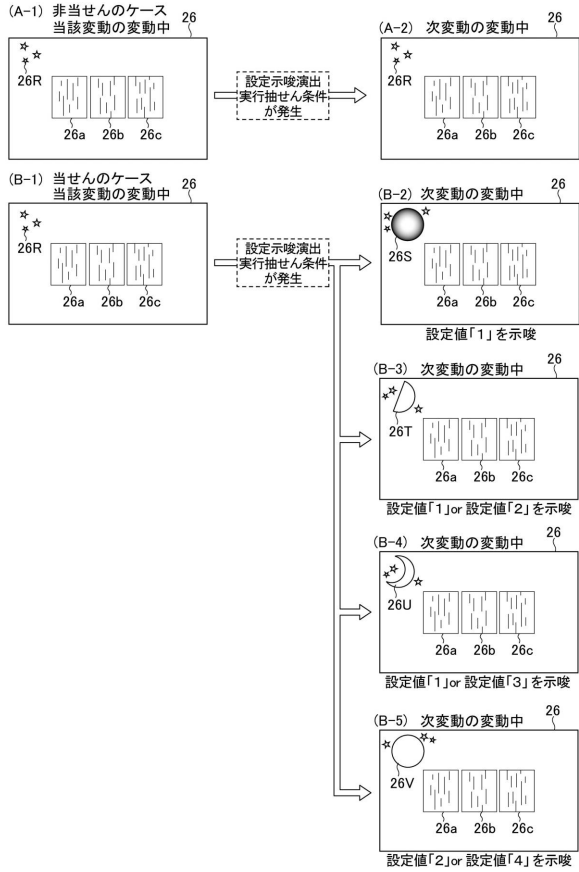 (A-1) 非当せんのケース
当該変動の変動中
26
26R
26a 26b 26c
設定示唆演出
実行抽せん条件
が発生
(A-2) 次変動の変動中
26
26R
26a 26b 26c
(B-1) 当せんのケース
当該変動の変動中
26
26R
26a 26b 26c
設定示唆演出
実行抽せん条件
が発生
(B-2) 次変動の変動中
26
26S
26a 26b 26c
設定値「1」を示唆
(B-3) 次変動の変動中
26
26T
26a 26b 26c
設定値「1」or 設定値「2」を示唆
(B-4) 次変動の変動中
26
26U
26a 26b 26c
設定値「1」or 設定値「3」を示唆
(B-5) 次変動の変動中
26
26V
26a 26b 26c
設定値「2」or 設定値「4」を示唆